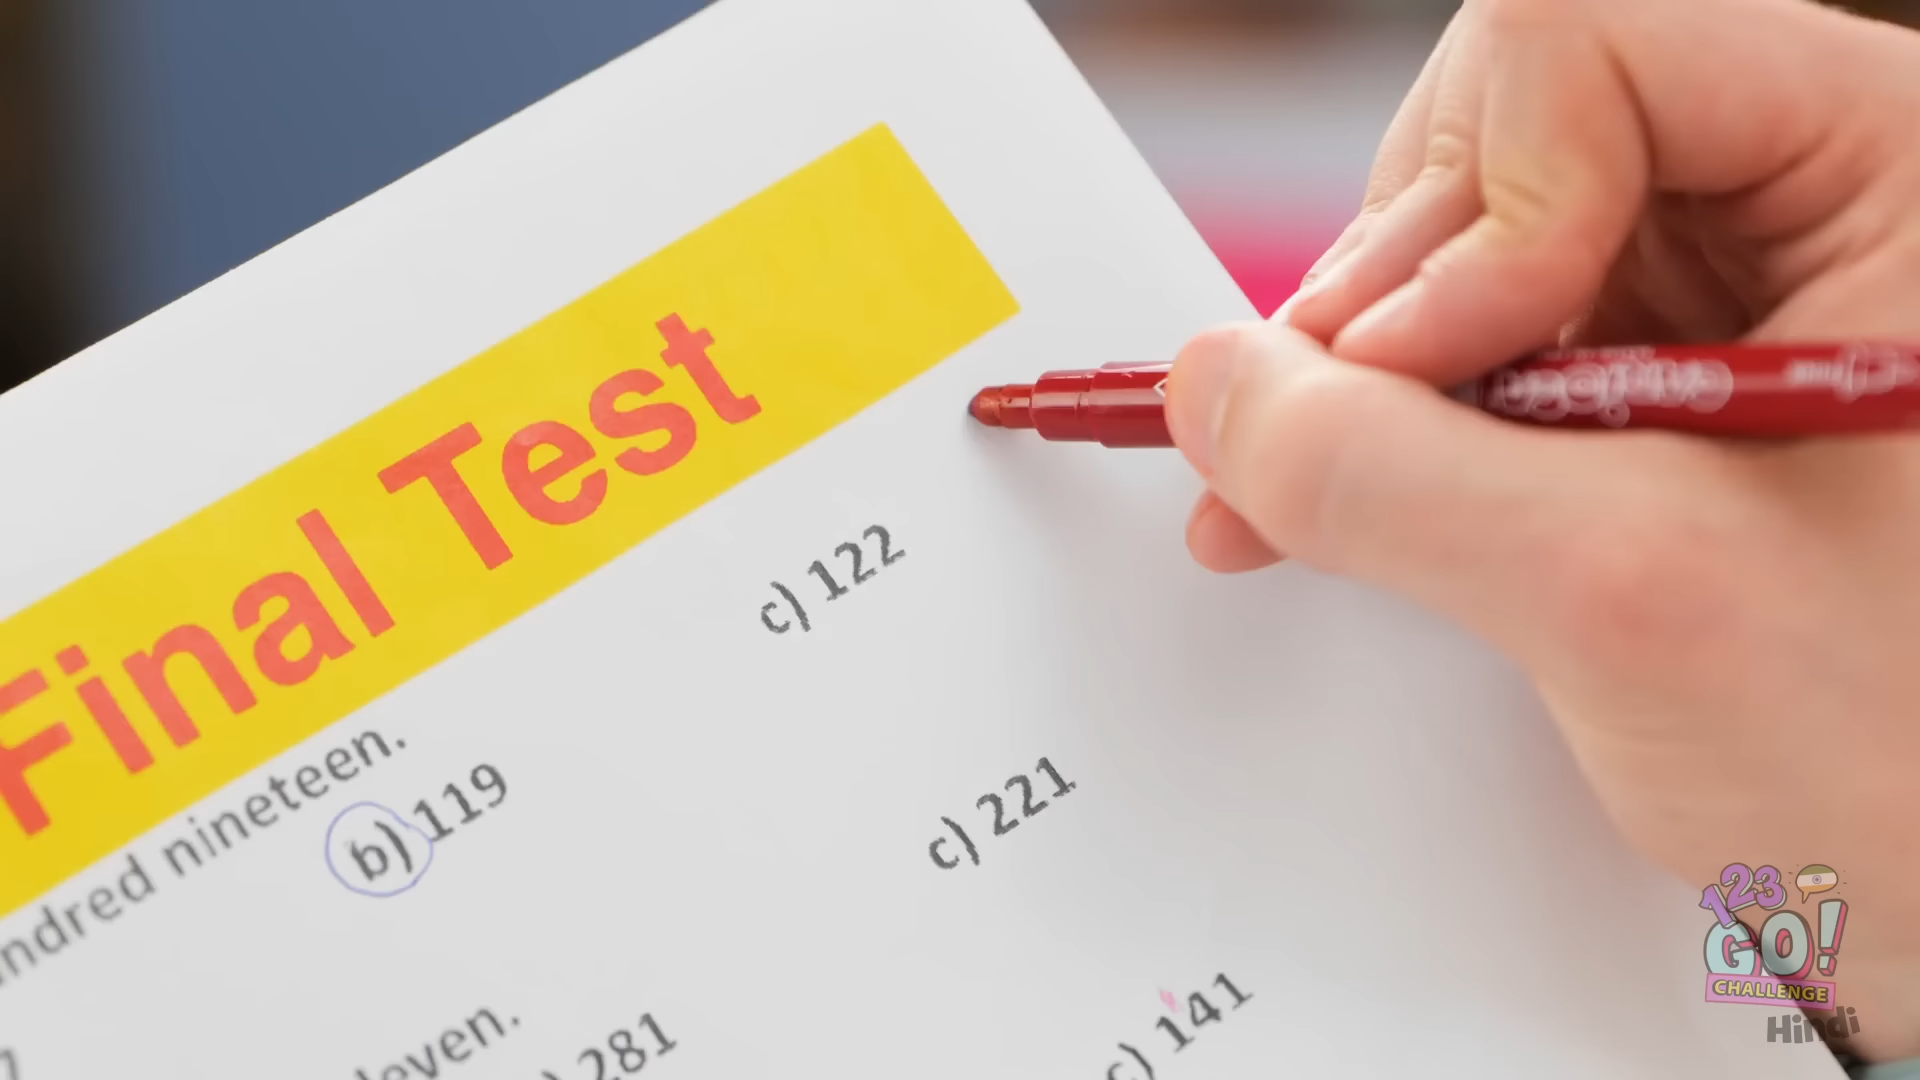 Final Test
ndred nineteen.
b) 119
c) 122
leven.
281
c) 221
c) 141
123
GO!
CHALLENGE
Hindi